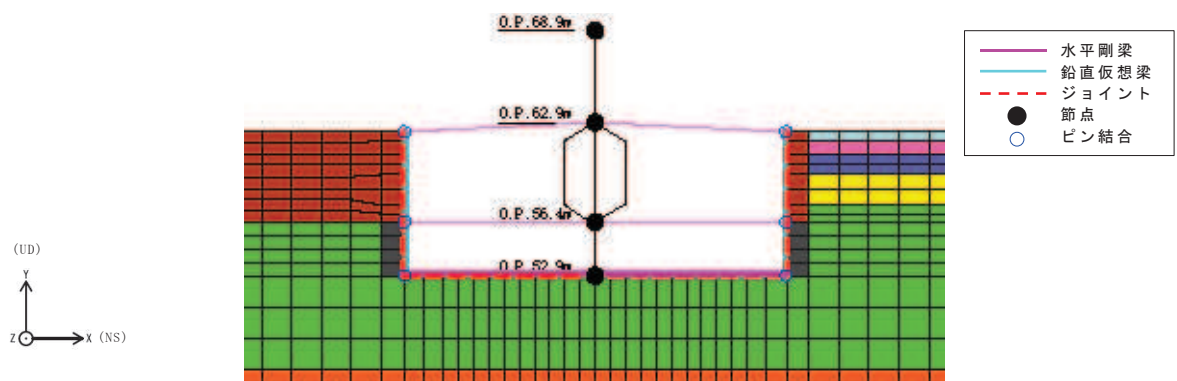 O.P.68.9m
O.P.62.9m
O.P.56.4m
O.P.52.9m
水平剛梁
鉛直仮想梁
ジョイント
節点
ピン結合
(UD)
Y
Z
X (NS)